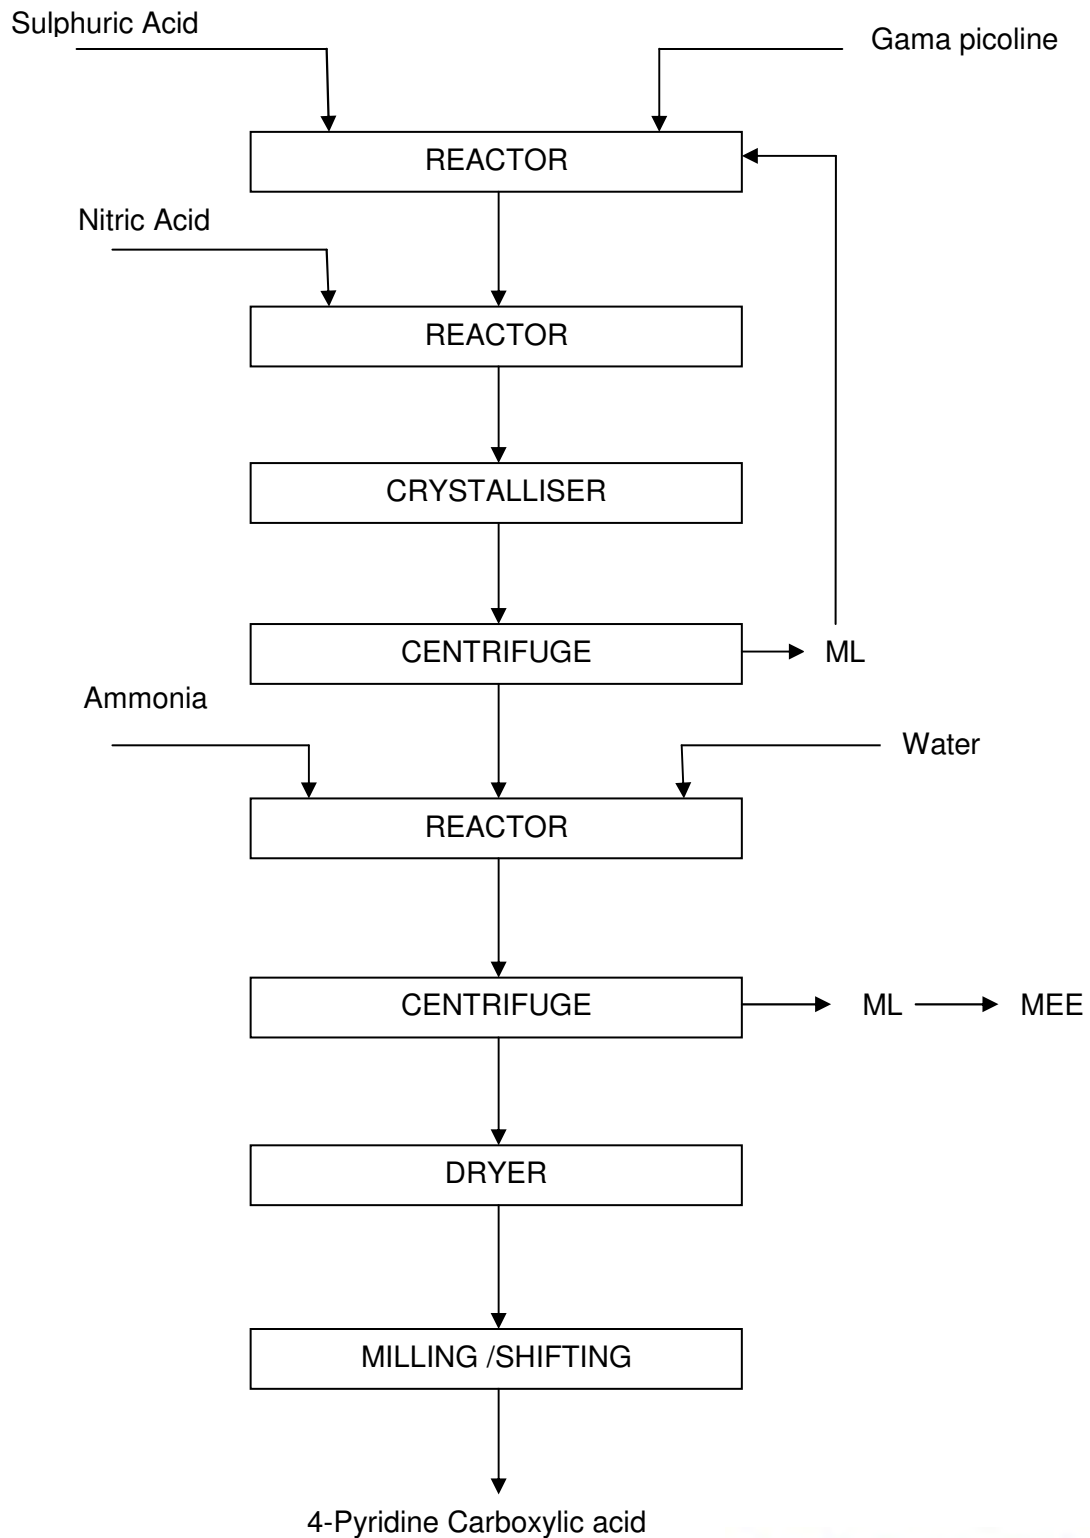 Sulphuric Acid
Gama picoline
REACTOR
Nitric Acid
REACTOR
CRYSTALLISER
CENTRIFUGE
ML
Ammonia
Water
REACTOR
CENTRIFUGE
ML
MEE
DRYER
MILLING /SHIFTING
4-Pyridine Carboxylic acid